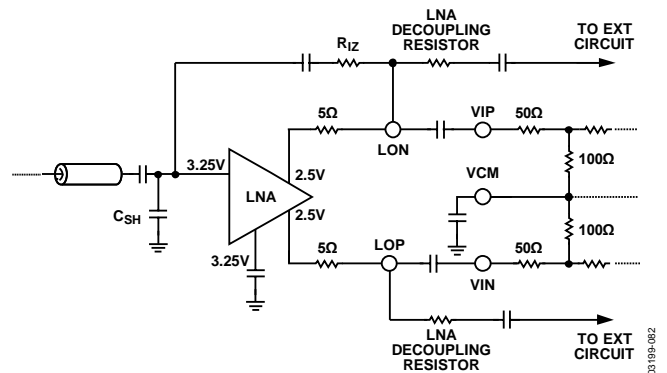 LNA
DECOUPLING
RESISTOR
TO EXT
CIRCUIT
RIZ
5Ω
LON
VIP
50Ω
100Ω
3.25V
2.5V
LNA
2.5V
CSH
VCM
100Ω
3.25V
5Ω
LOP
50Ω
VIN
LNA
DECOUPLING
RESISTOR
TO EXT
CIRCUIT
03199-082